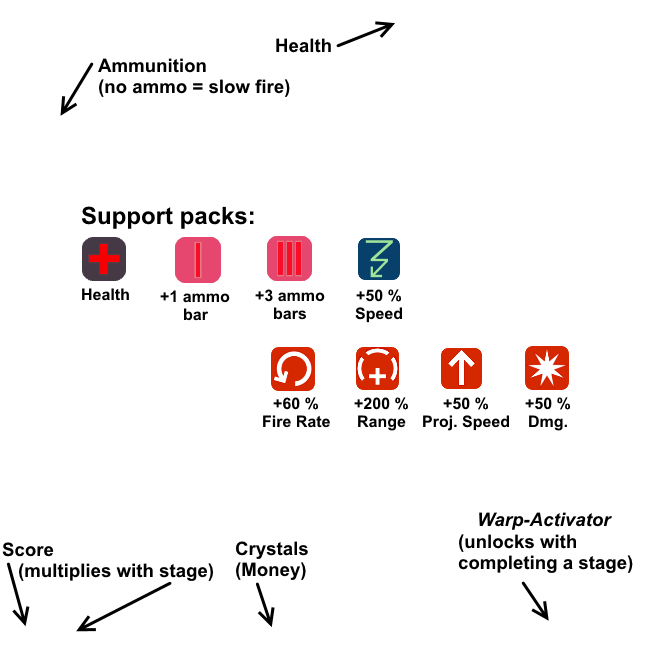 Health
Ammunition
(no ammo = slow fire)
Support packs:
Health
+1 ammo
bar
+3 ammo
bars
+50 %
Speed
+60 %
Fire Rate
+200 %
Range
+50 %
Proj. Speed
+50 %
Dmg.
Score
(multiplies with stage)
Crystals
(Money)
Warp-Activator
(unlocks with
completing a stage)